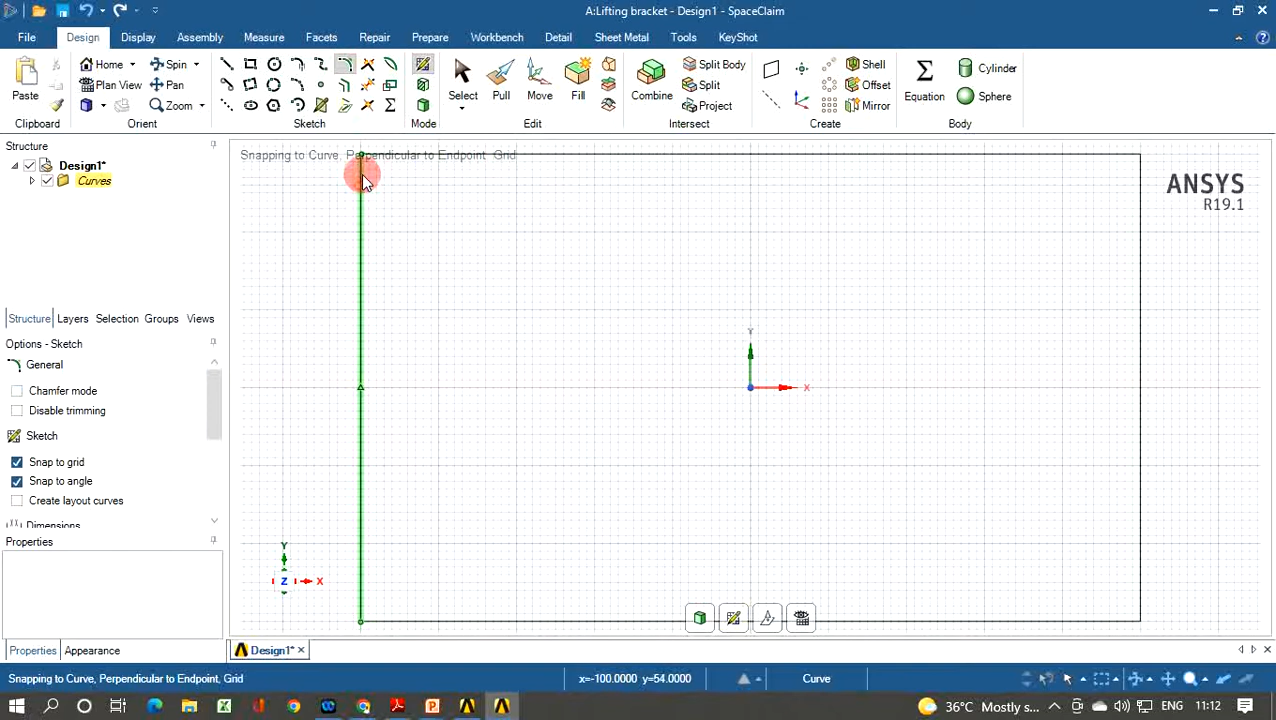 A:Lifting bracket - Design1 - SpaceClaim
File
Design
Display
Assembly
Measure
Facets
Repair
Prepare
Workbench
Detail
Sheet Metal
Tools
KeyShot
Paste
Home
Spin
Plan View
Pan
Zoom
Select
Pull
Move
Fill
Combine
Split Body
Split
Project
Shell
Offset
Mirror
Equation
Cylinder
Sphere
Clipboard
Orient
Sketch
Mode
Edit
Intersect
Create
Body
Structure
Design1*
Curves
Structure
Layers
Selection
Groups
Views
Options - Sketch
General
Chamfer mode
Disable trimming
Sketch
Snap to grid
Snap to angle
Create layout curves
Dimensions
Properties
Properties
Appearance
Snapping to Curve, Perpendicular to Endpoint Grid
ANSYS
R19.1
Y
X
Y
Z
X
Design1*
Snapping to Curve, Perpendicular to Endpoint, Grid
x=-100.0000 y=54.0000
Curve
36°C Mostly s...
ENG
11:12